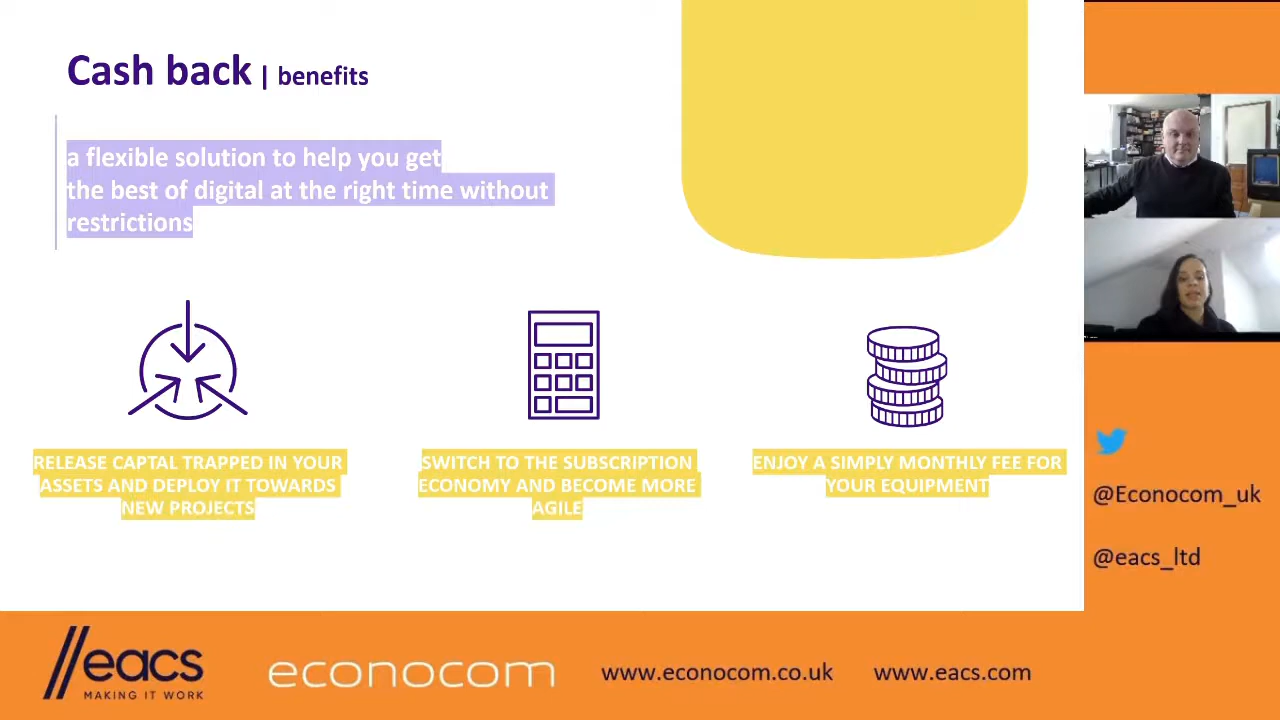 Cash back | benefits
a flexible solution to help you get
the best of digital at the right time without
restrictions
RELEASE CAPTAL TRAPPED IN YOUR
ASSETS AND DEPLOY IT TOWARDS
NEW PROJECTS
SWITCH TO THE SUBSCRIPTION
ECONOMY AND BECOME MORE
AGILE
ENJOY A SIMPLY MONTHLY FEE FOR
YOUR EQUIPMENT
@Econocom_uk
@eacs_ltd
//eacs
MAKING IT WORK
econocom
www.econocom.co.uk
www.eacs.com